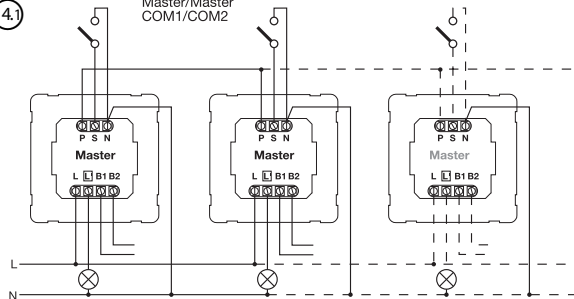 4.1
Master/Master
COM1/COM2
P S N
Master
L L' B1 B2
P S N
Master
L L' B1 B2
P S N
Master
L L' B1 B2
L
N